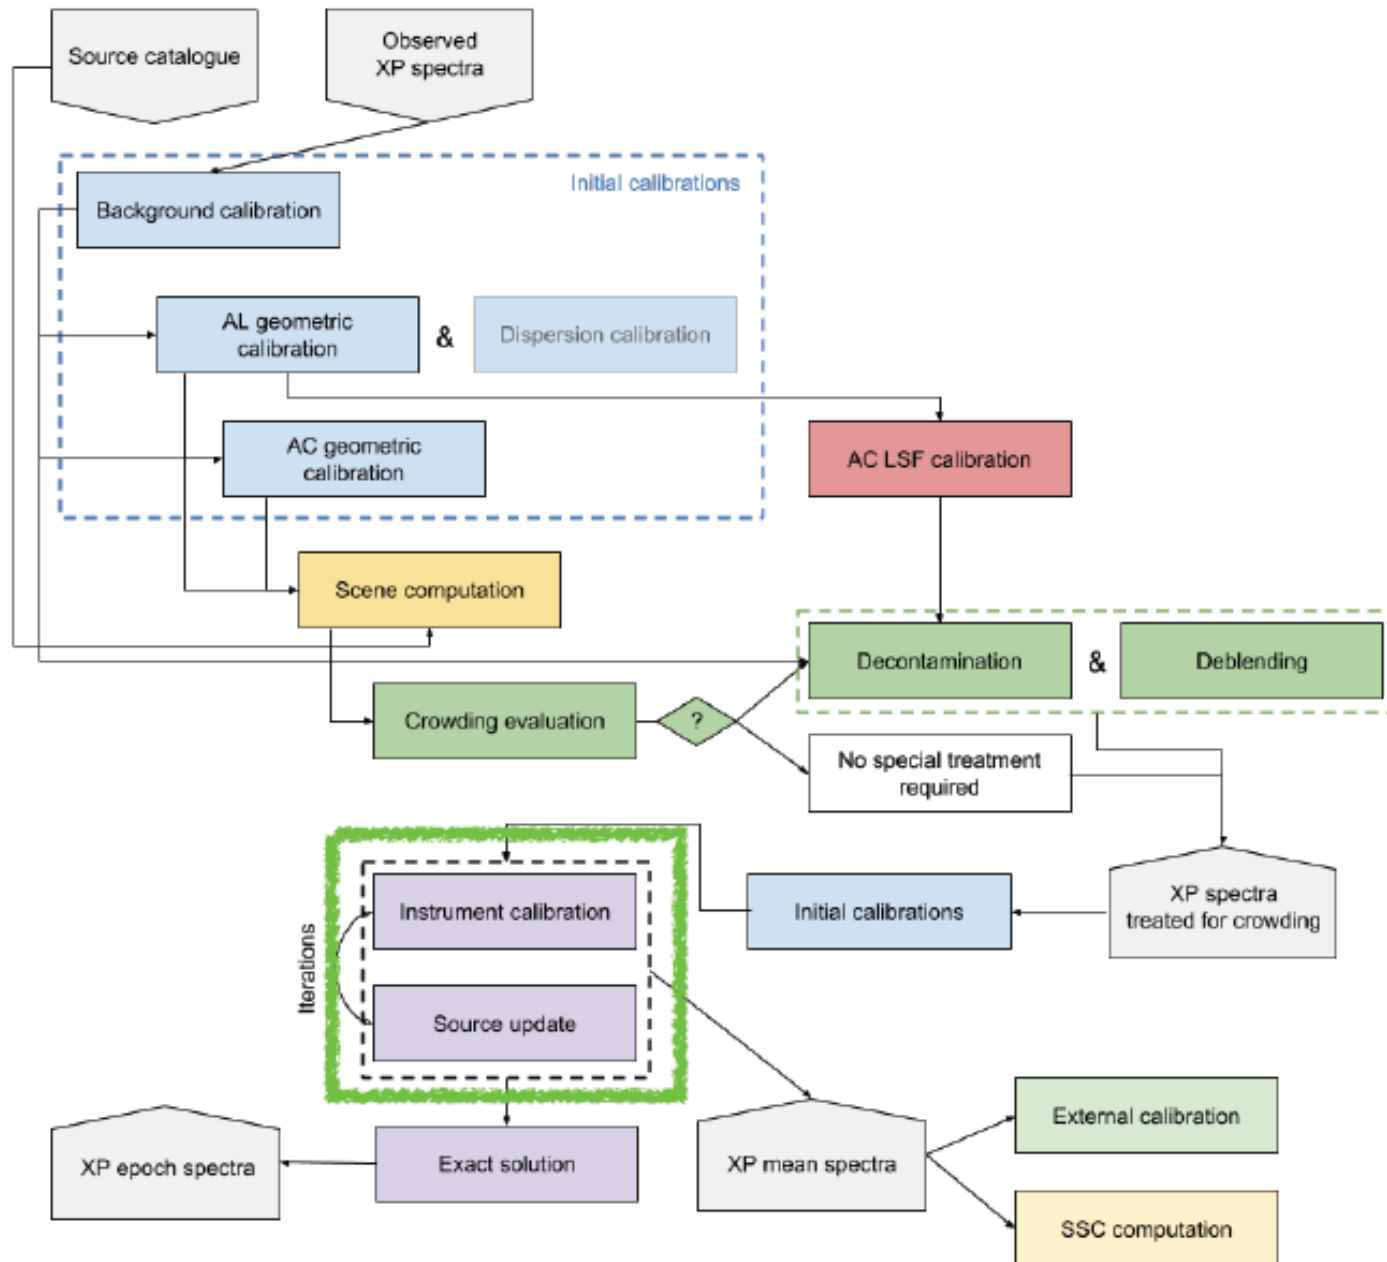 Source catalogue
Observed
XP spectra
Initial calibrations
Background calibration
AL geometric
calibration
&
Dispersion calibration
AC geometric
calibration
AC LSF calibration
Scene computation
Decontamination
&
Deblending
Crowding evaluation
?
No special treatment
required
Iterations
Instrument calibration
Initial calibrations
XP spectra
treated for crowding
Source update
XP epoch spectra
Exact solution
XP mean spectra
External calibration
SSC computation